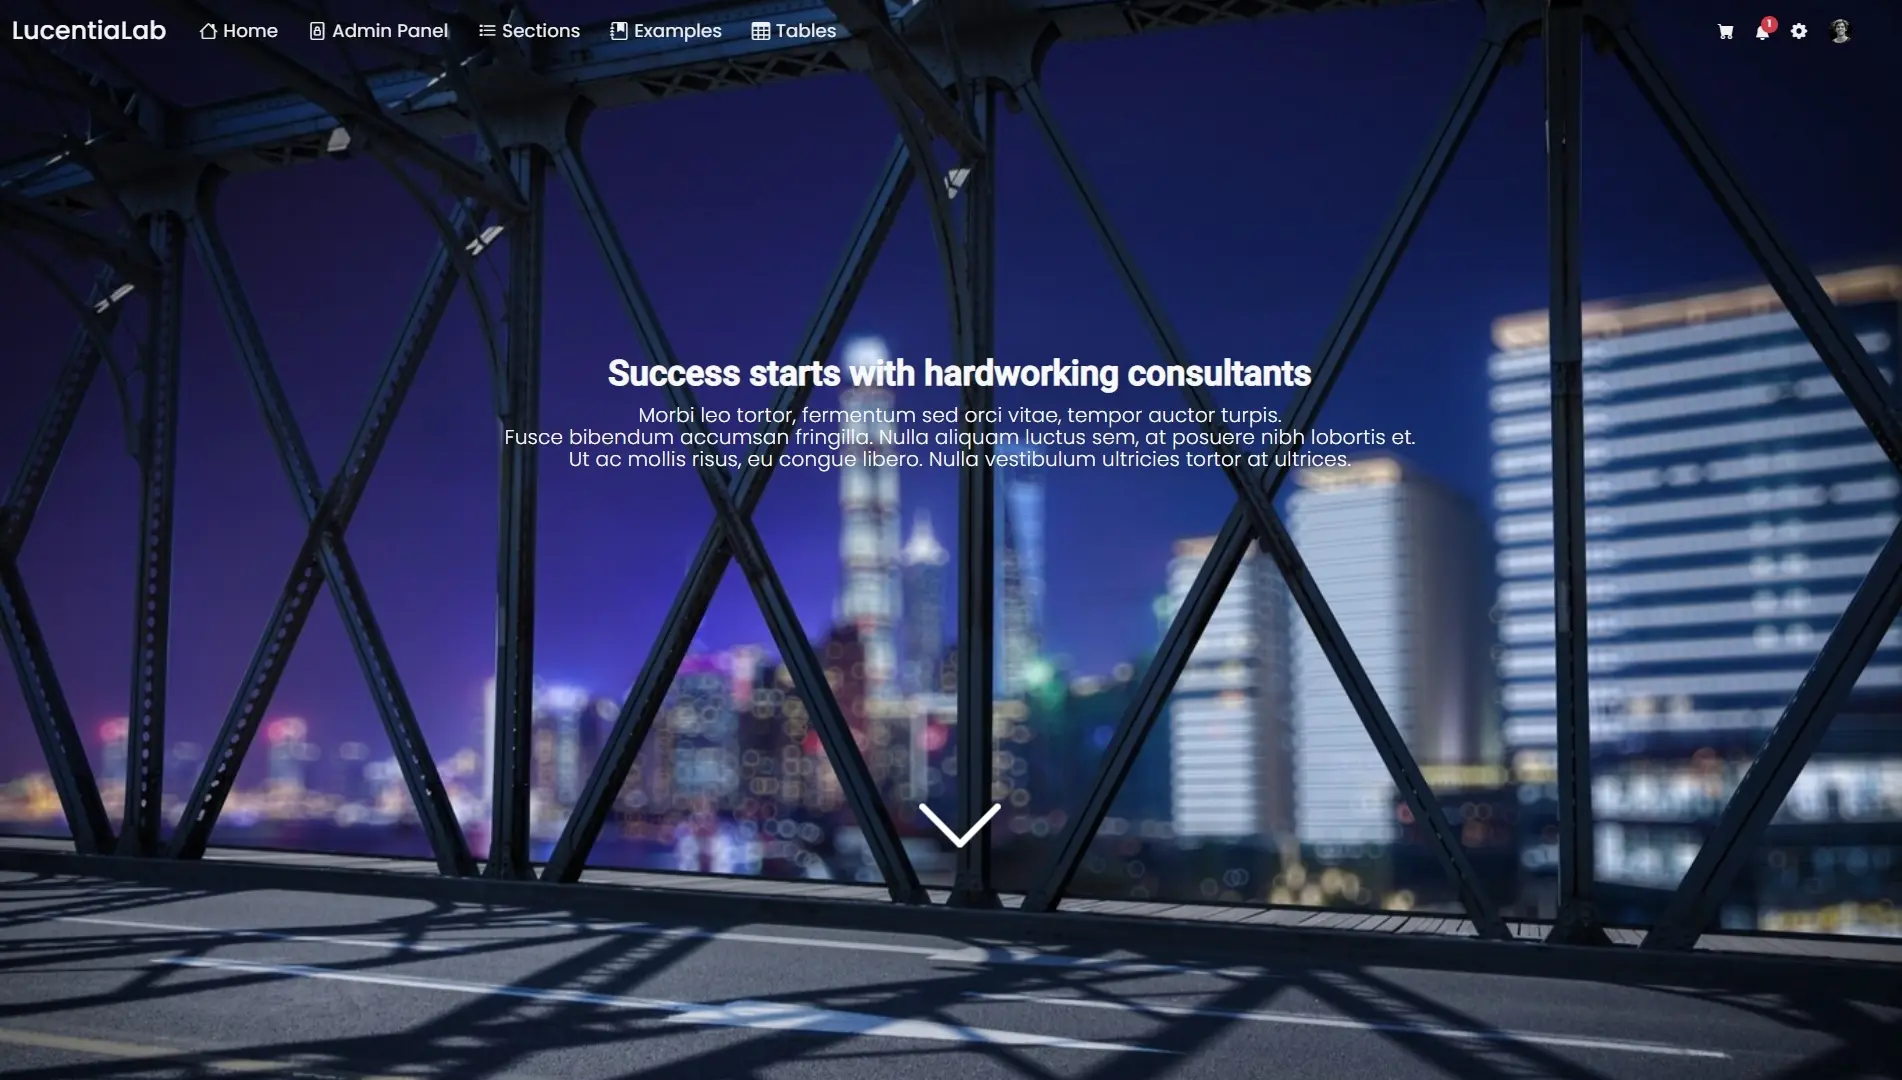 LucentiaLab
Home
Admin Panel
Sections
Examples
Tables
1
Success starts with hardworking consultants
Morbi leo tortor, fermentum sed orci vitae, tempor auctor turpis.
Fusce bibendum accumsan fringilla. Nulla aliquam luctus sem, at posuere nibh lobortis et.
Ut ac mollis risus, eu congue libero. Nulla vestibulum ultricies tortor at ultrices.